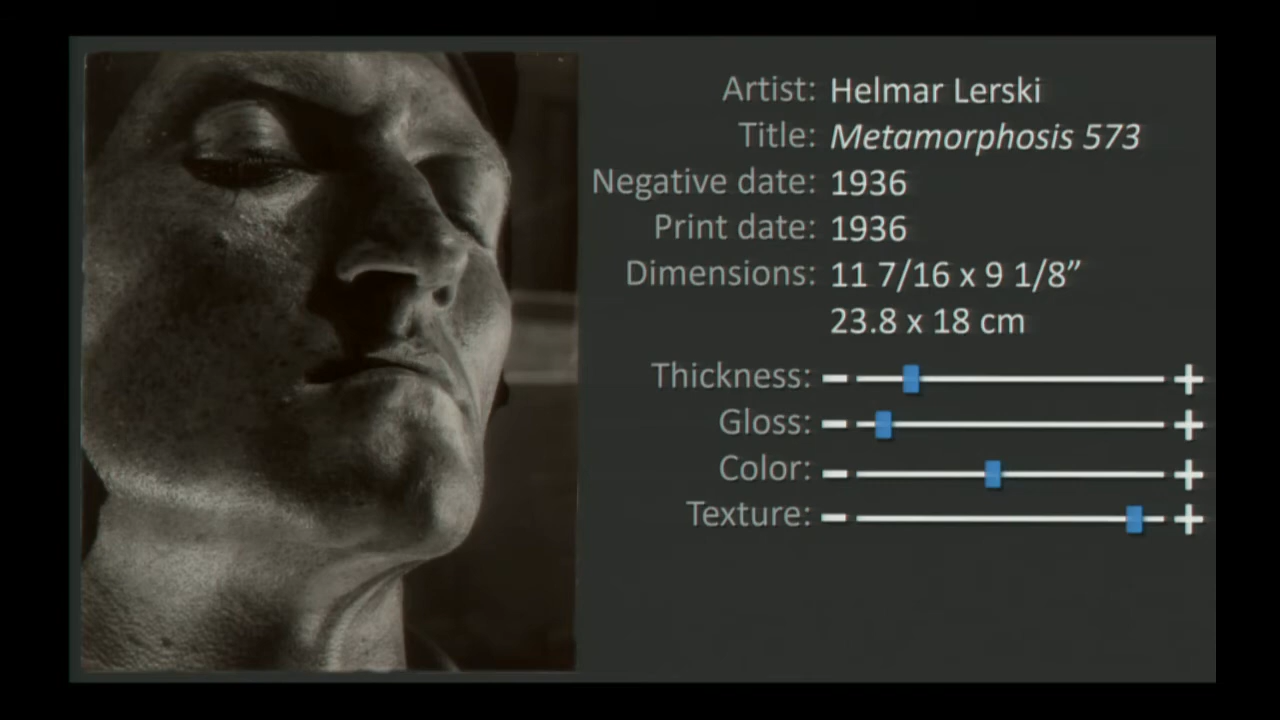 Artist: Helmar Lerski
Title: Metamorphosis 573
Negative date: 1936
Print date: 1936
Dimensions: 11 7/16 x 9 1/8”
23.8 x 18 cm
Thickness: - +
Gloss: - +
Color: - +
Texture: - +